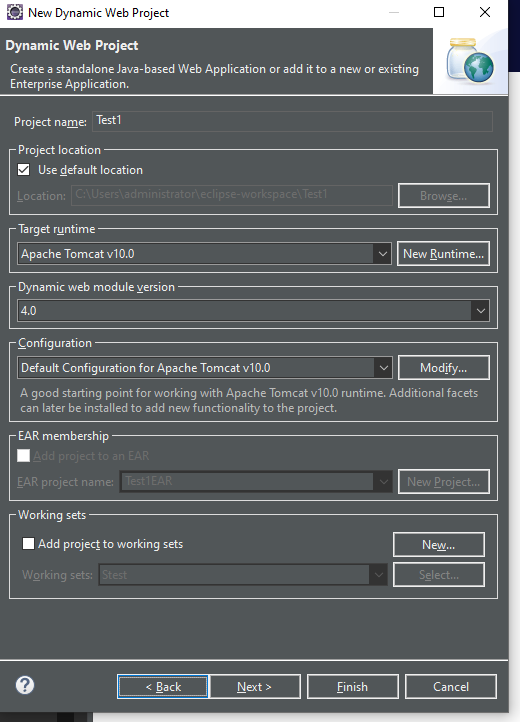 New Dynamic Web Project
Dynamic Web Project
Create a standalone Java-based Web Application or add it to a new or existing
Enterprise Application.
Project name: Test1
Project location
Use default location
Location: C:\Users\administrator\eclipse-workspace\Test1 Browse...
Target runtime
Apache Tomcat v10.0 New Runtime...
Dynamic web module version
4.0
Configuration
Default Configuration for Apache Tomcat v10.0 Modify...
A good starting point for working with Apache Tomcat v10.0 runtime. Additional facets
can later be installed to add new functionality to the project.
EAR membership
Add project to an EAR
EAR project name: Test1EAR New Project...
Working sets
Add project to working sets New...
Working sets: Stest Select...
? < Back Next > Finish Cancel